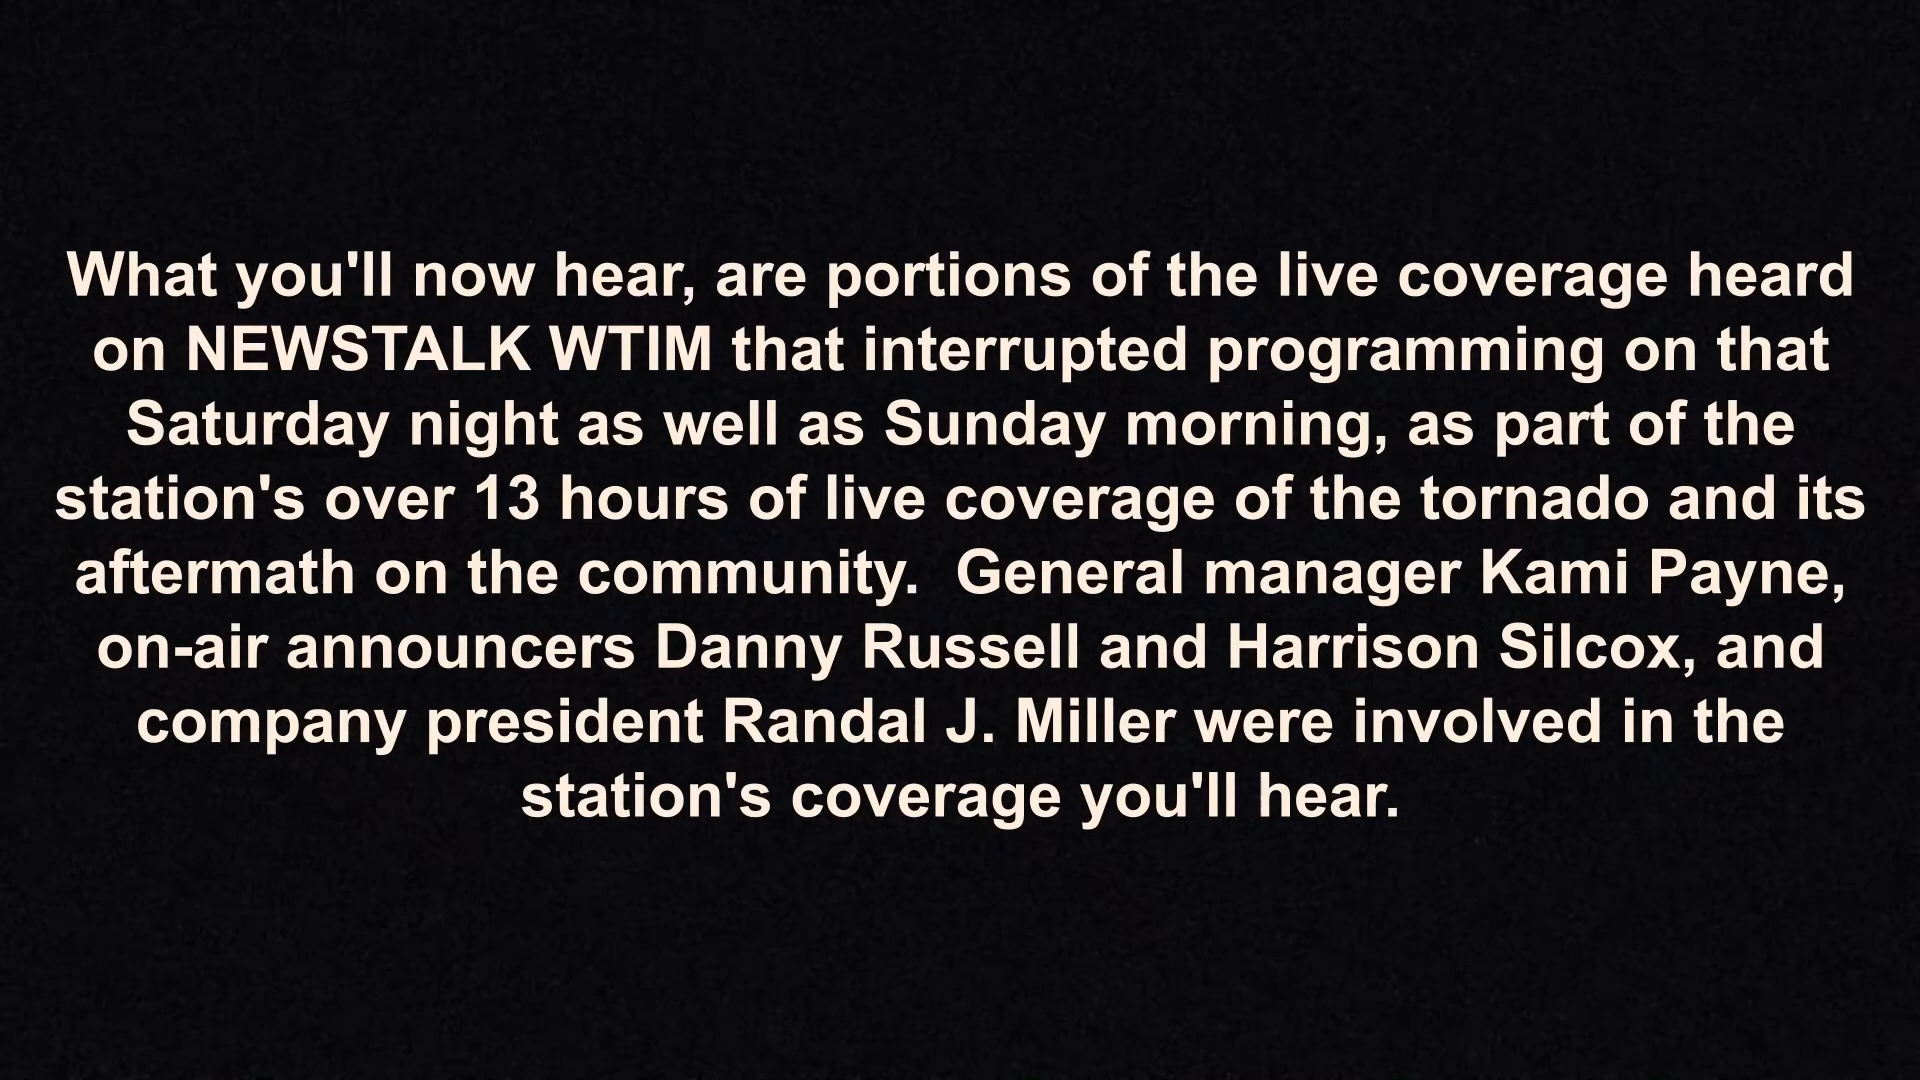 What you'll now hear, are portions of the live coverage heard
on NEWSTALK WTIM that interrupted programming on that
Saturday night as well as Sunday morning, as part of the
station's over 13 hours of live coverage of the tornado and its
aftermath on the community.  General manager Kami Payne,
on-air announcers Danny Russell and Harrison Silcox, and
company president Randal J. Miller were involved in the
station's coverage you'll hear.